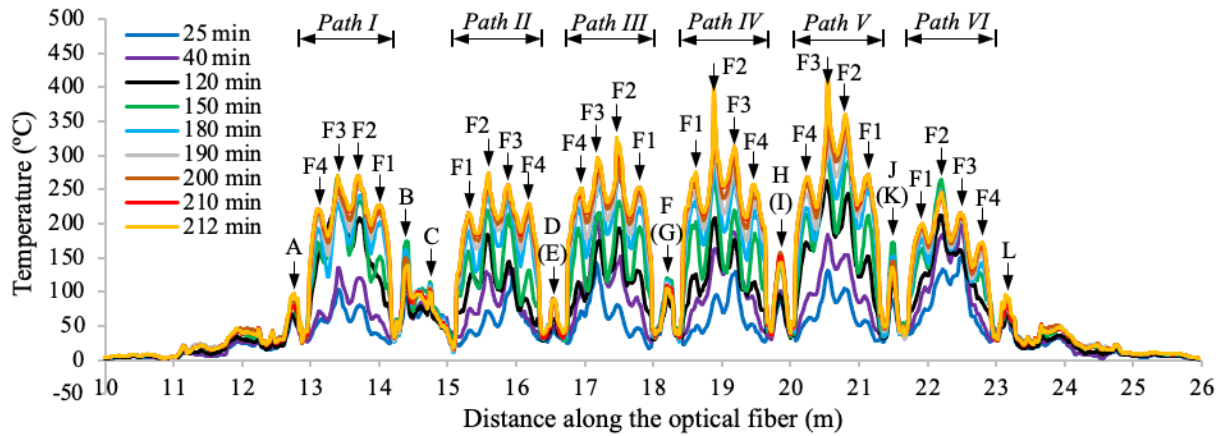 Path I
Path II
Path III
Path IV
Path V
Path VI
500
450
400
350
300
250
200
150
100
50
0
-50
Temperature (ºC)
25 min
40 min
120 min
150 min
180 min
190 min
200 min
210 min
212 min
A
F4
F3
F2
F1
B
C
F1
F2
F3
F4
D
(E)
F4
F3
F2
F1
F
(G)
F1
F2
F3
F4
H
(I)
F4
F3
F2
F1
J
(K)
F1
F2
F3
F4
L
10 11 12 13 14 15 16 17 18 19 20 21 22 23 24 25 26
Distance along the optical fiber (m)